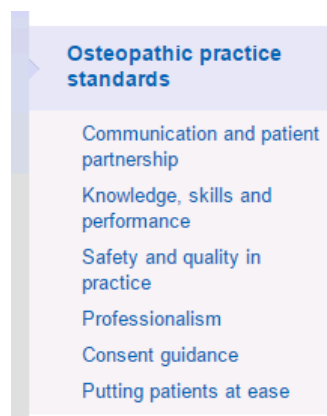 Osteopathic practice
standards
Communication and patient
partnership
Knowledge, skills and
performance
Safety and quality in
practice
Professionalism
Consent guidance
Putting patients at ease